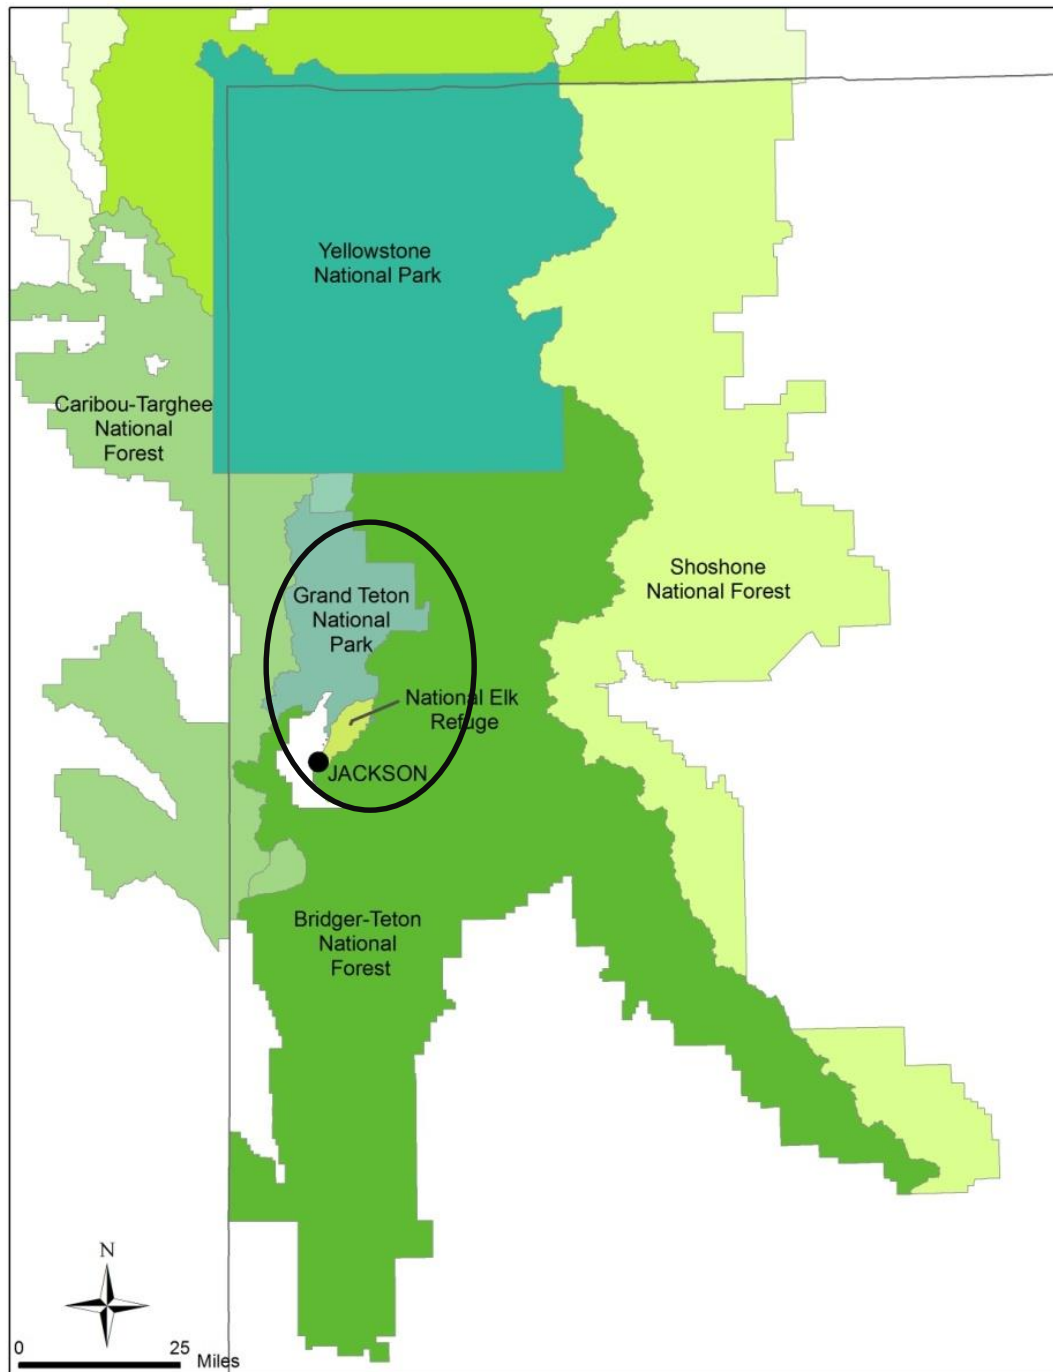 Yellowstone
National Park
Caribou-Targhee
National
Forest
Shoshone
National Forest
Grand Teton
National
Park
National Elk
Refuge
JACKSON
Bridger-Teton
National
Forest
N
0 25
Miles